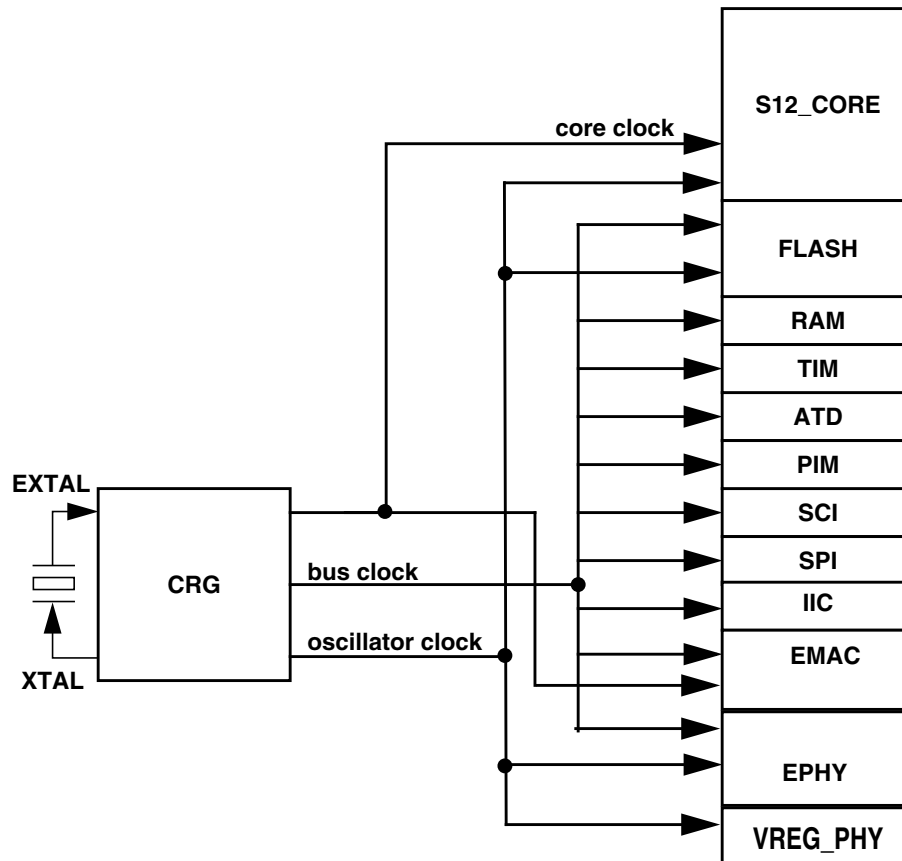 S12_CORE
core clock
FLASH
RAM
TIM
ATD
PIM
EXTAL
SCI
SPI
bus clock
CRG
IIC
oscillator clock
EMAC
XTAL
EPHY
VREG_PHY